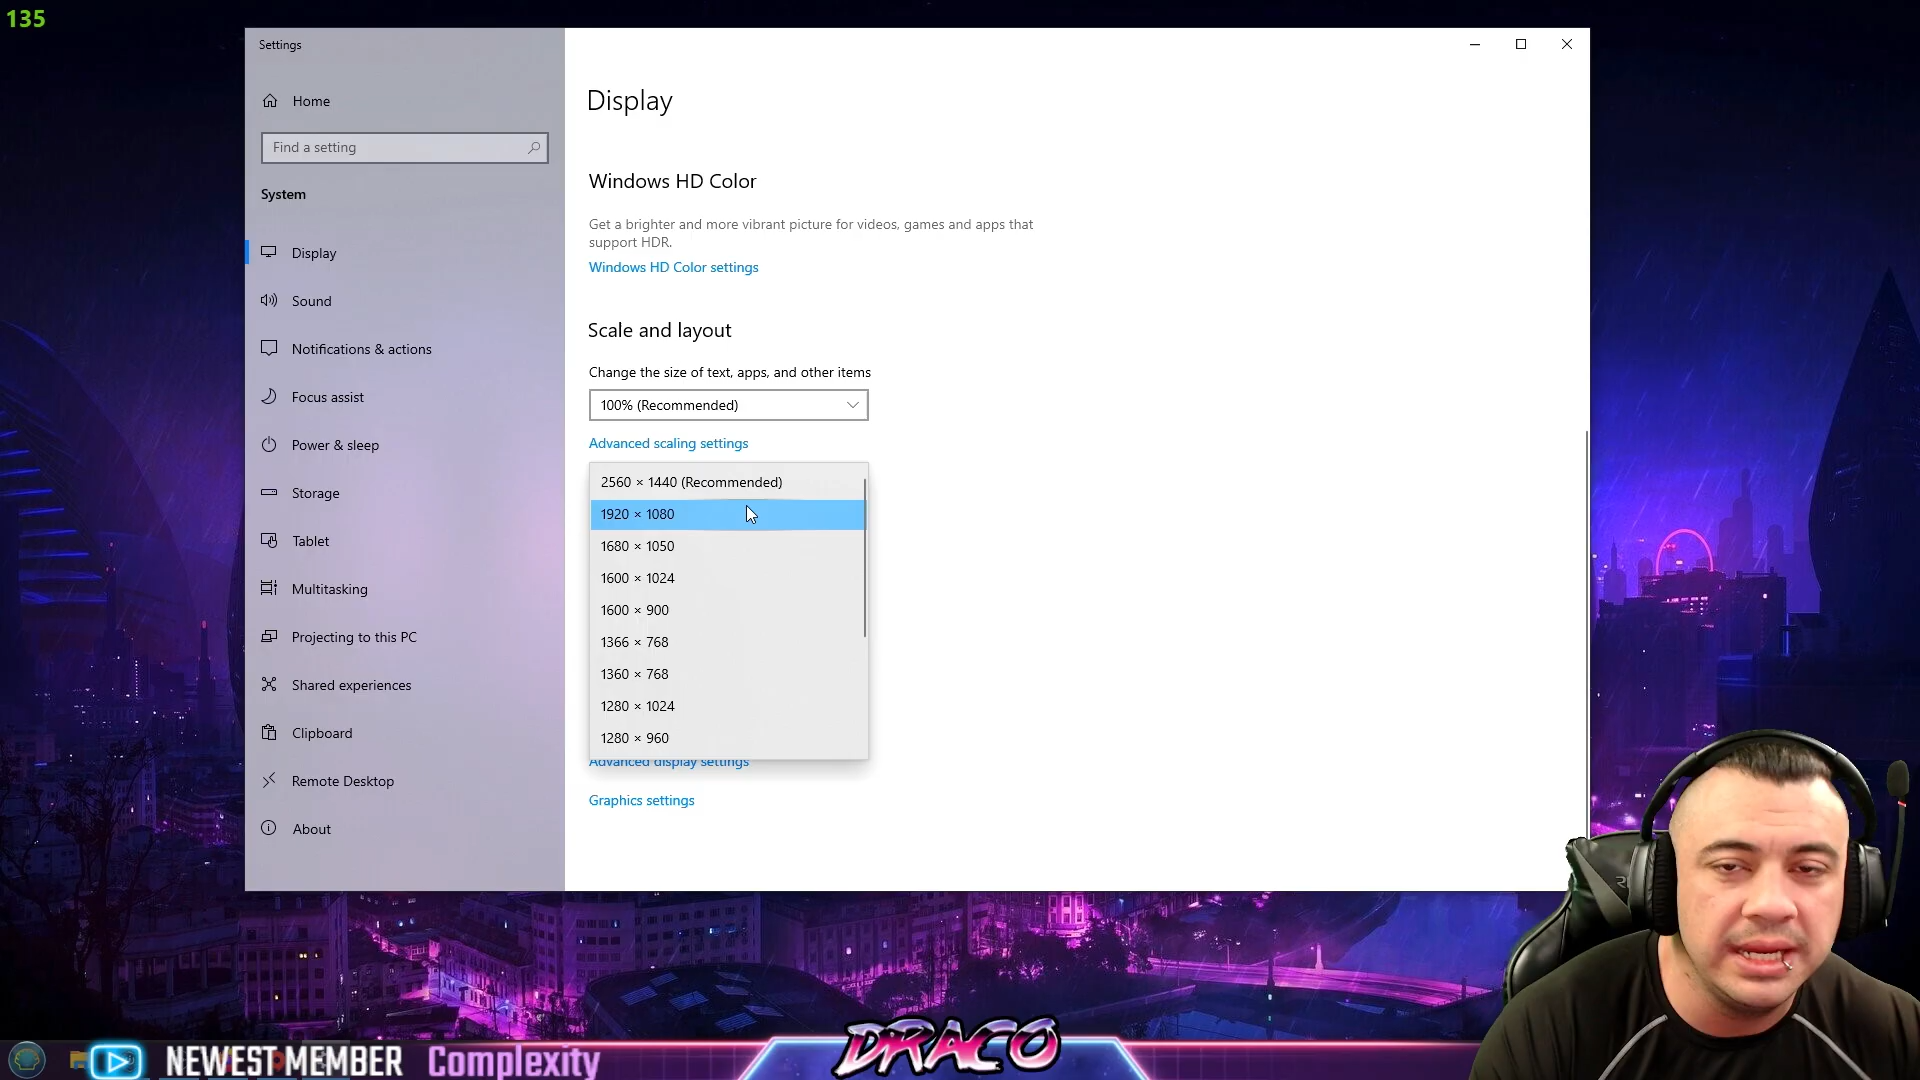 135
Settings
Home
Find a setting
System
Display
Sound
Notifications & actions
Focus assist
Power & sleep
Storage
Tablet
Multitasking
Projecting to this PC
Shared experiences
Clipboard
Remote Desktop
About
Display
Windows HD Color
Get a brighter and more vibrant picture for videos, games and apps that
support HDR.
Windows HD Color settings
Scale and layout
Change the size of text, apps, and other items
100% (Recommended)
Advanced scaling settings
2560 × 1440 (Recommended)
1920 × 1080
1680 × 1050
1600 × 1024
1600 × 900
1366 × 768
1360 × 768
1280 × 1024
1280 × 960
Advanced display settings
Graphics settings
NEWEST MEMBER Complexity
DRACO